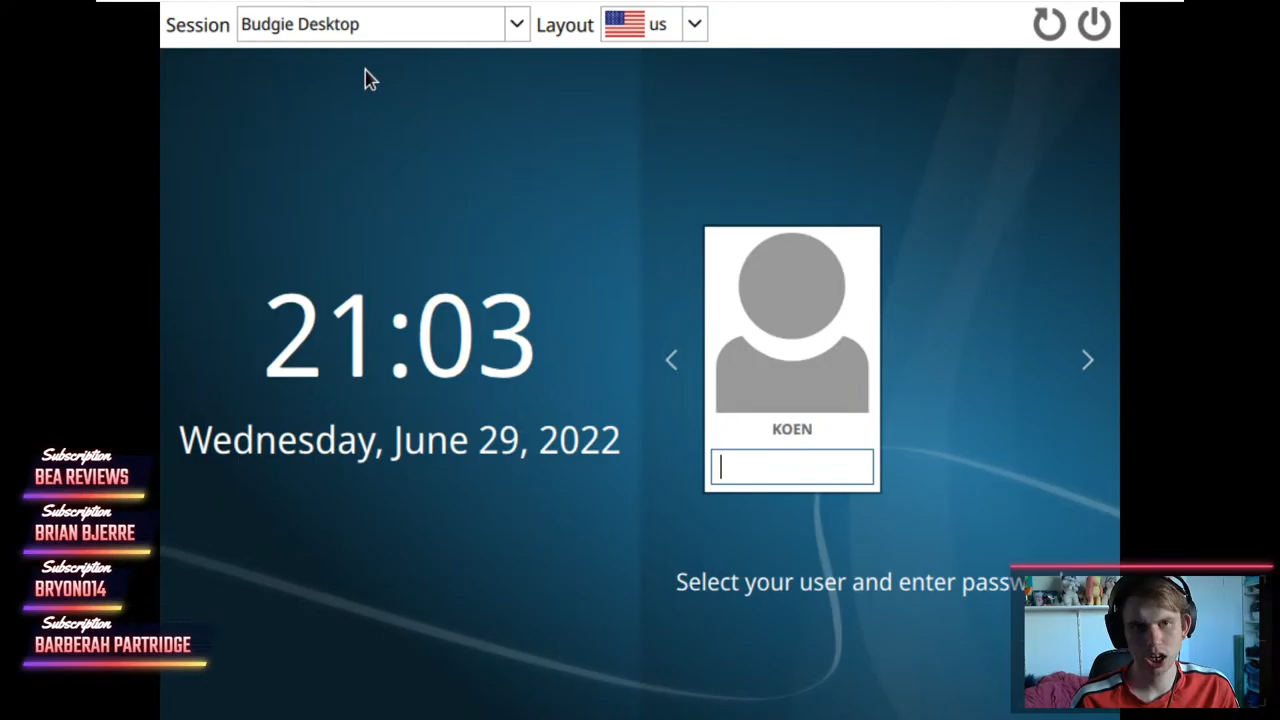 Session Budgie Desktop Layout us
21:03
Wednesday, June 29, 2022
KOEN
Select your user and enter passw
Subscription
BEA REVIEWS
Subscription
BRIAN BJERRE
Subscription
BRYONO14
Subscription
BARBERAH PARTRIDGE